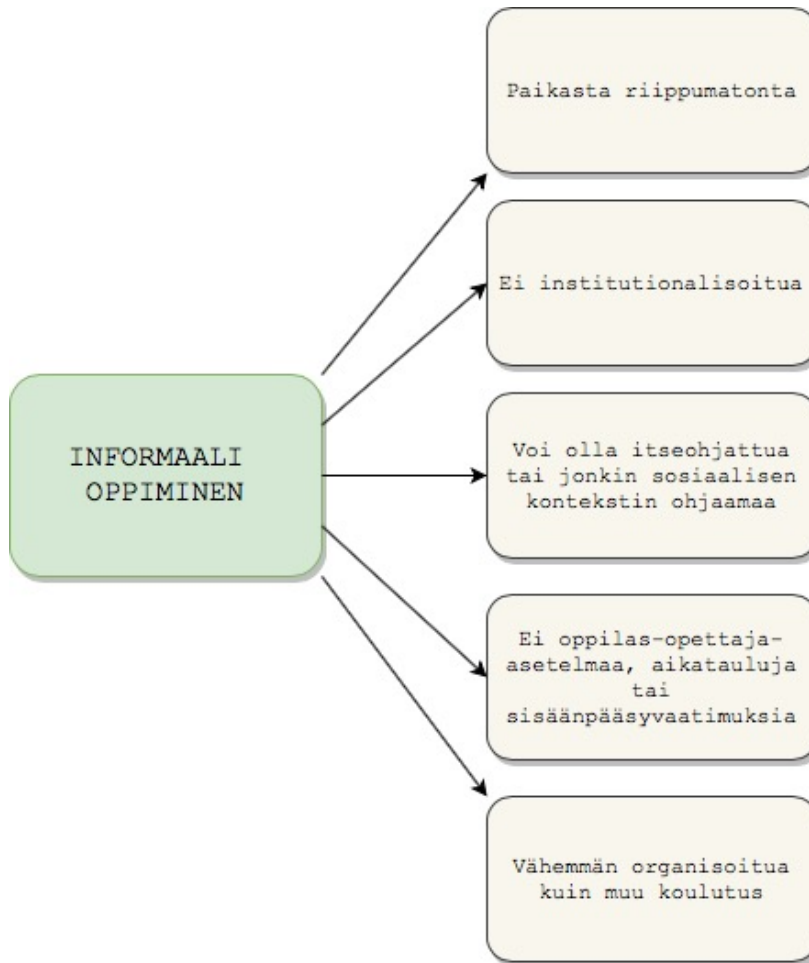 Paikasta riippumatonta
Ei institutionalisoitua
INFORMAALI
OPPIMINEN
Voi olla itseohjattua
tai jonkin sosiaalisen
kontekstin ohjaamaa
Ei oppilas-opettaja-
asetelmaa, aikatauluja
tai
sisäänpääsyvaatimuksia
Vähemmän organisoitua
kuin muu koulutus